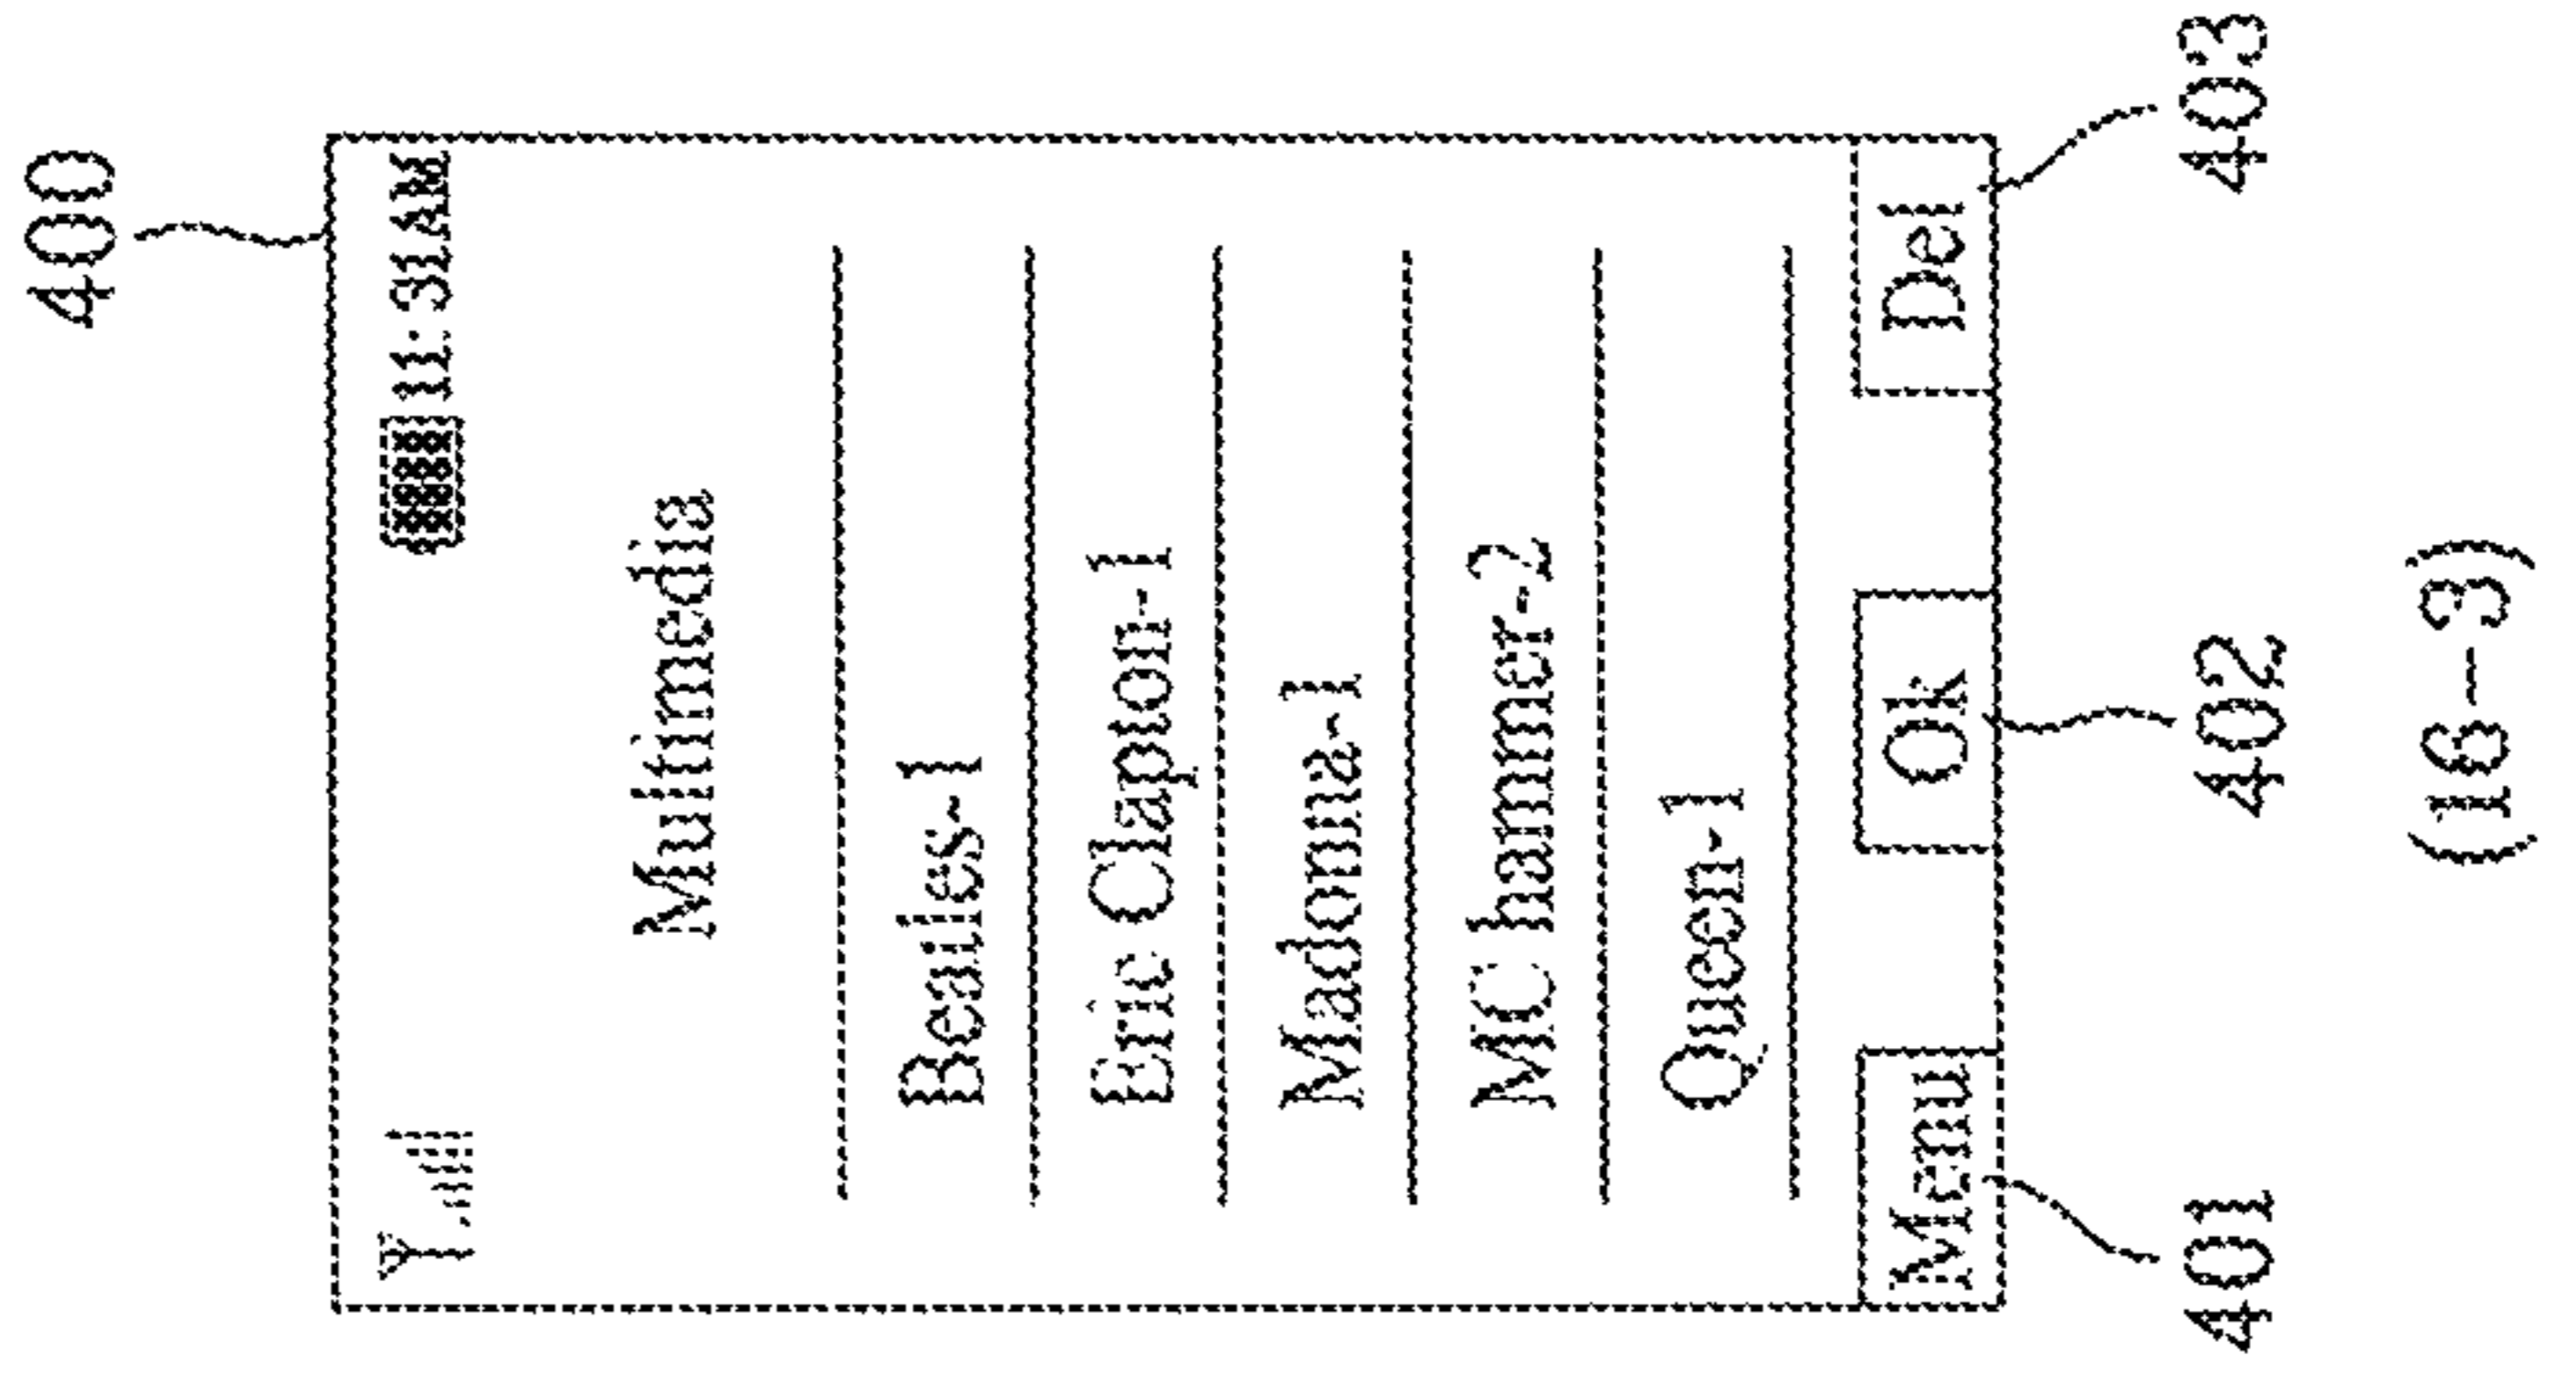 400
11:31AM
Multimedia
Beatles-1
Eric Clapton-1
Madonna-1
MC hammer-2
Queen-1
Menu Ok Del
401 402 403
(16-3)